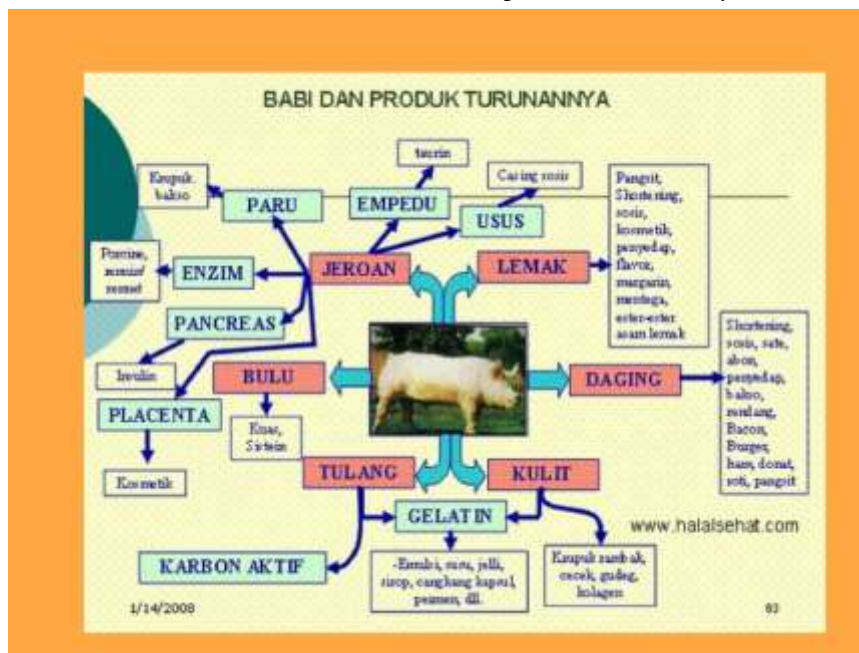 BABI DAN PRODUK TURUNANNYA
taurin
Krupuk
bakso
Casing sosis
PARU
EMPEDU
USUS
Pangsit,
Shortening,
sosis,
kosmetik,
penyedap,
flavor,
margarin,
mentega,
ester-ester
asam lemak
Porcine,
rennet
ENZIM
JEROAN
LEMAK
PANCREAS
Insulin
BULU
DAGING
Shortening,
sosis, sate,
abon,
penyedap,
bakso,
rendang,
Bacon,
Burger,
ham, donat,
roti, pangsit
PLACENTA
Kuas,
Sistein
Kosmetik
TULANG
KULIT
GELATIN
www.halalsehat.com
KARBON AKTIF
-Emulsi, susu, jelli,
sirop, cangkang kapsul,
permen, dll.
Krupuk rambak,
cecek, gudeg,
kolagen
1/14/2008
83